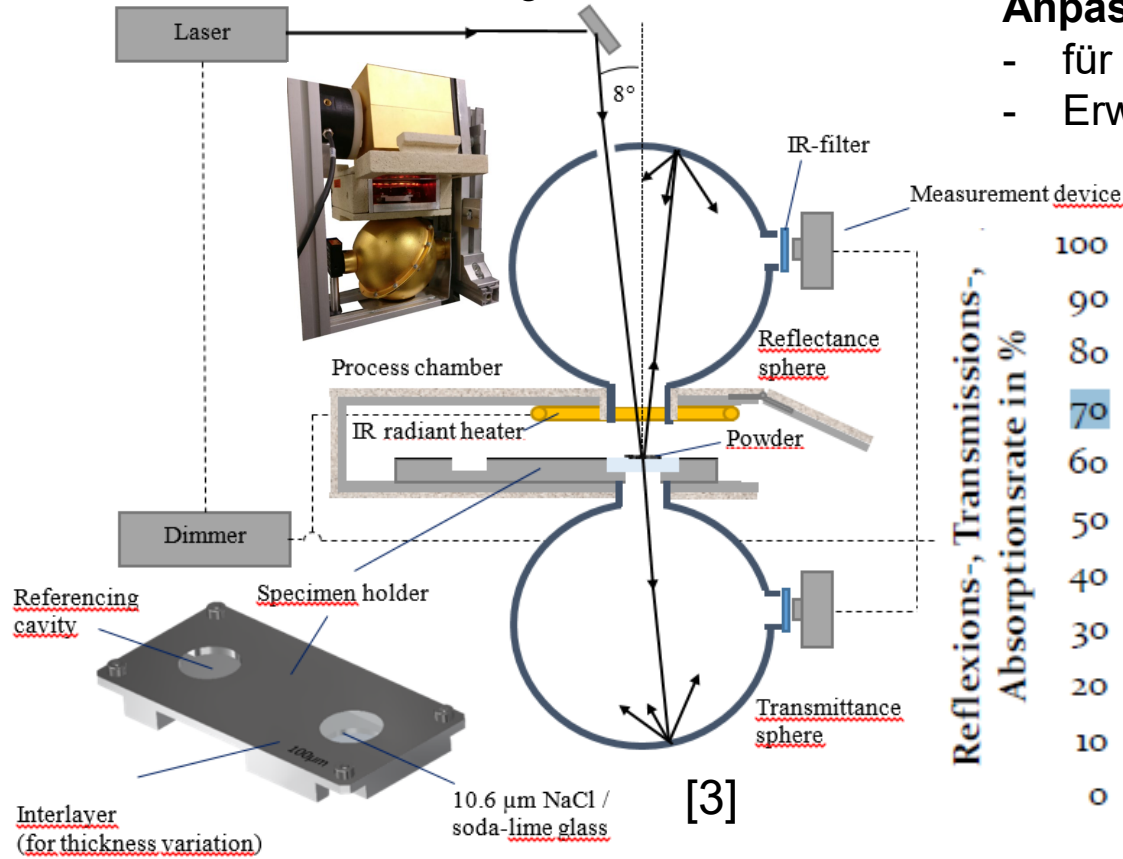 Laser
Anpas
- für
- Erw
8°
IR-filter
Measurement device
Reflectance
sphere
Process chamber
IR radiant heater
Powder
Dimmer
Referencing
cavity
Specimen holder
100µm
Transmittance
sphere
Interlayer
(for thickness variation)
10.6 µm NaCl /
soda-lime glass
[3]
Reflexions-, Transmissions-,
Absorptionsrate in %
100
90
80
70
60
50
40
30
20
10
0